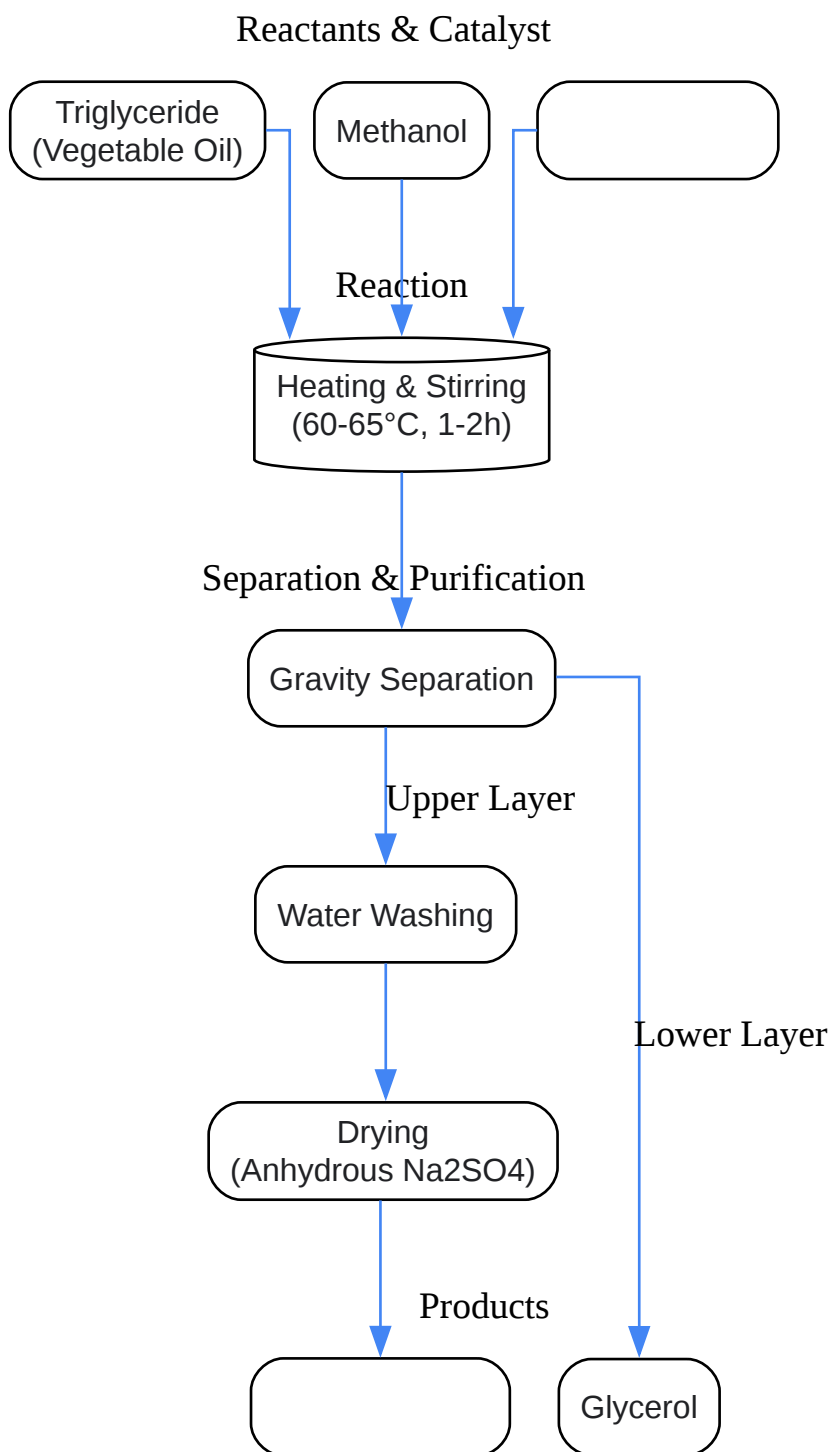 Reactants & Catalyst
Triglyceride
(Vegetable Oil)
Methanol
Reaction
Heating & Stirring
(60-65°C, 1-2h)
Separation & Purification
Gravity Separation
Upper Layer
Water Washing
Lower Layer
Drying
(Anhydrous Na2SO4)
Products
Glycerol